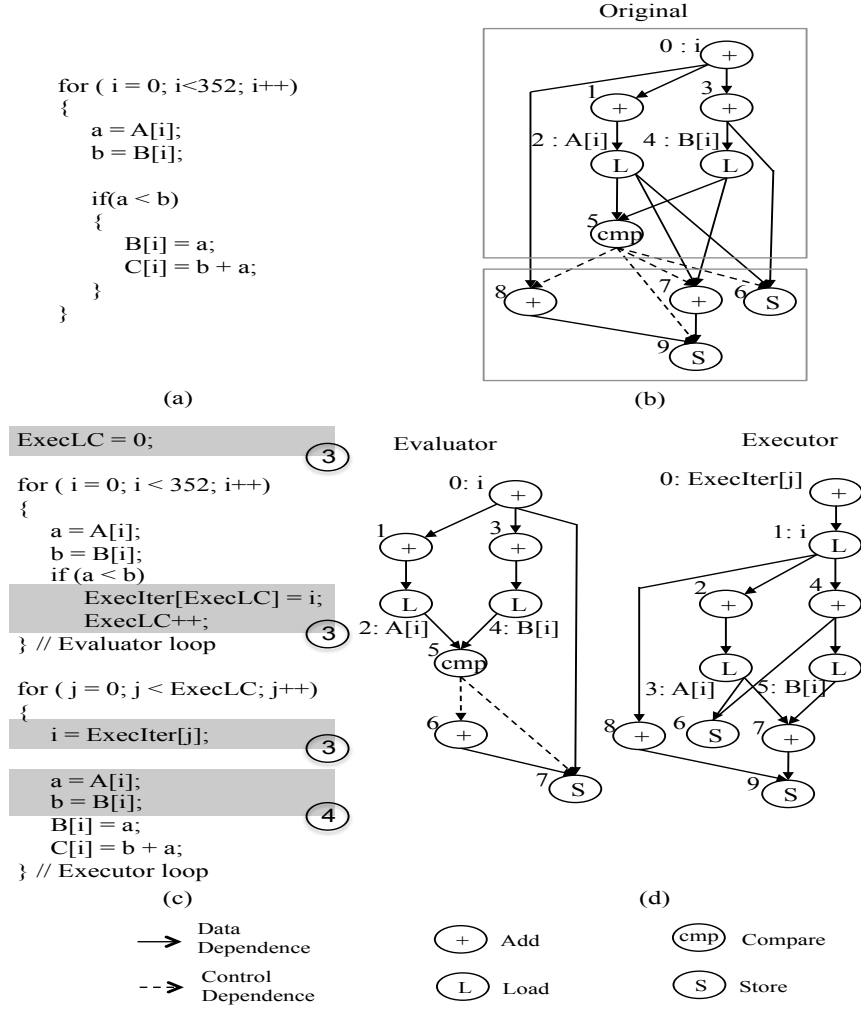 Original
for ( i = 0; i<352; i++)
{
a = A[i];
b = B[i];
if(a < b)
{
B[i] = a;
C[i] = b + a;
}
}
(a)
0 : i
+
1
+
3
+
2 : A[i]
L
4 : B[i]
L
5
cmp
8
+
7
+
6
S
9
S
(b)
ExecLC = 0;
3
for ( i = 0; i < 352; i++)
{
a = A[i];
b = B[i];
if (a < b)
ExecIter[ExecLC] = i;
ExecLC++;
3
} // Evaluator loop
for ( j = 0; j < ExecLC; j++)
{
i = ExecIter[j];
3
a = A[i];
b = B[i];
4
B[i] = a;
C[i] = b + a;
} // Executor loop
(c)
Evaluator
0: i
+
1
+
3
+
L
L
2: A[i]
4: B[i]
5
cmp
6
+
7
S
Executor
0: ExecIter[j]
+
1: i
L
2
+
4
+
L
L
3: A[i]
5: B[i]
8
+
6
S
7
+
9
S
(d)
Data
Dependence
+ Add
cmp Compare
Control
Dependence
L Load
S Store